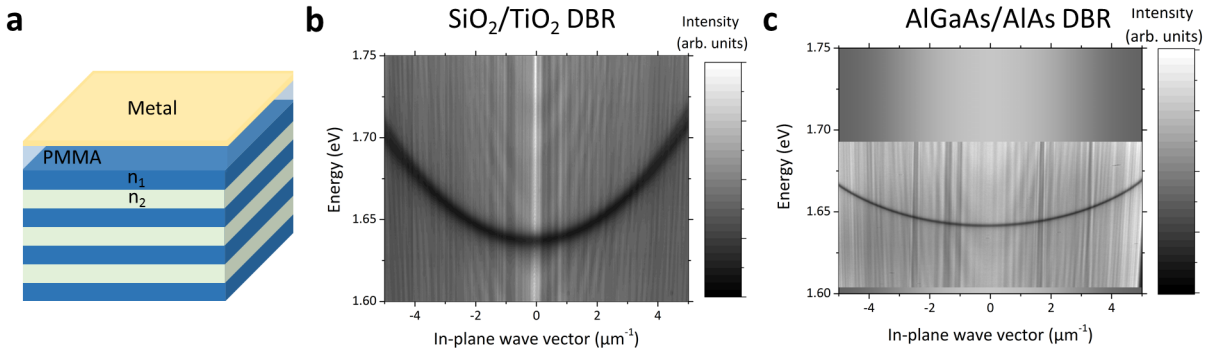 a
Metal
PMMA
n1
n2
b
SiO2/TiO2 DBR
Intensity
(arb. units)
1.75
1.70
1.65
1.60
Energy (eV)
-4
-2
0
2
4
In-plane wave vector (µm⁻¹)
c
AlGaAs/AlAs DBR
Intensity
(arb. units)
1.75
1.70
1.65
1.60
Energy (eV)
-4
-2
0
2
4
In-plane wave vector (µm⁻¹)